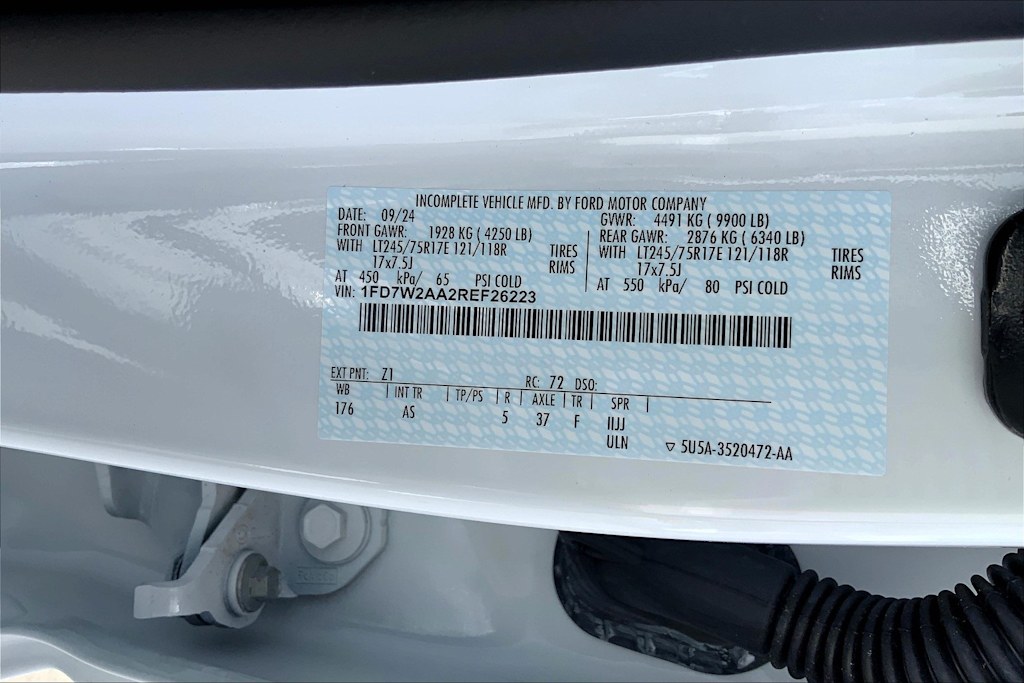 INCOMPLETE VEHICLE MFD. BY FORD MOTOR COMPANY
DATE: 09/24 GVWR: 4491 KG ( 9900 LB)
FRONT GAWR: 1928 KG ( 4250 LB) REAR GAWR: 2876 KG ( 6340 LB)
WITH LT245/75R17E 121/118R TIRES WITH LT245/75R17E 121/118R TIRES
17x7.5J RIMS 17x7.5J RIMS
AT 450 kPa/ 65 PSI COLD AT 550 kPa/ 80 PSI COLD
VIN: 1FD7W2AA2REF26223
EXT PNT: Z1 RC: 72 DSO:
WB INT TR TP/PS R AXLE TR SPR
176 AS 5 37 F IIJJ
ULN 5U5A-3520472-AA